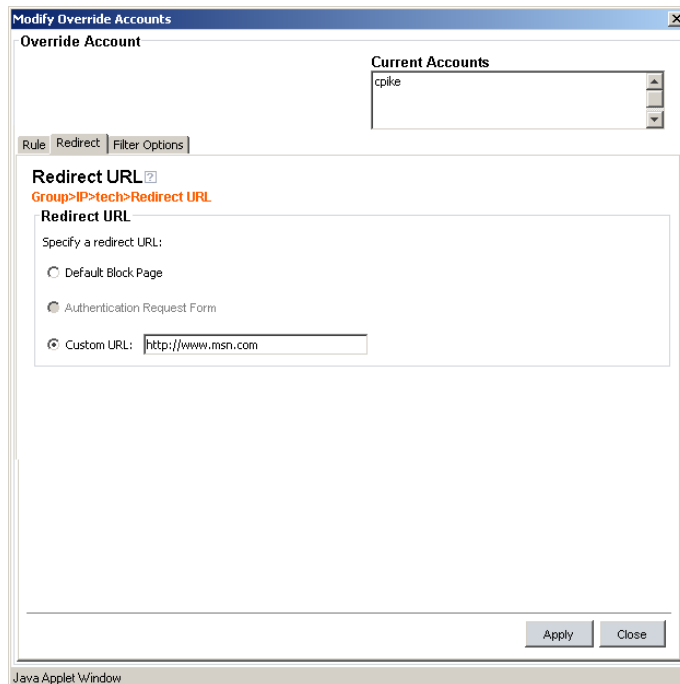 Modify Override Accounts
Override Account
Current Accounts
cpike
Rule
Redirect
Filter Options
Redirect URL ?
Group>IP>tech>Redirect URL
Redirect URL
Specify a redirect URL:
Default Block Page
Authentication Request Form
Custom URL: http://www.msn.com
Apply
Close
Java Applet Window